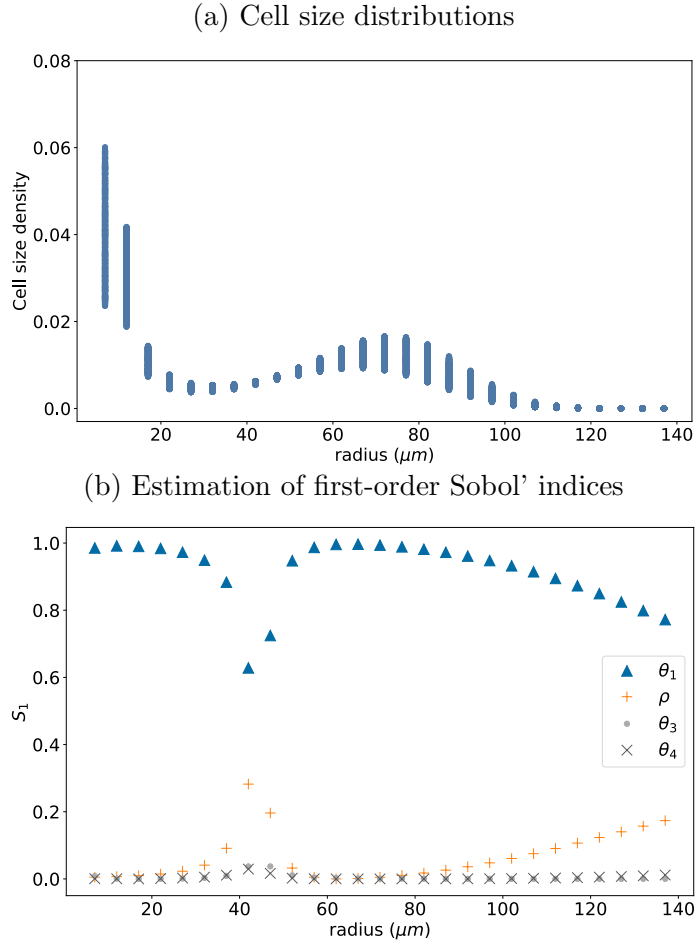 (a) Cell size distributions
0.08
0.06
0.04
0.02
0.0
Cell size density
20 40 60 80 100 120 140
radius (μm)
(b) Estimation of first-order Sobol' indices
1.0
0.8
0.6
0.4
0.2
0.0
S₁
θ₁
ρ
θ₃
θ₄
20 40 60 80 100 120 140
radius (μm)